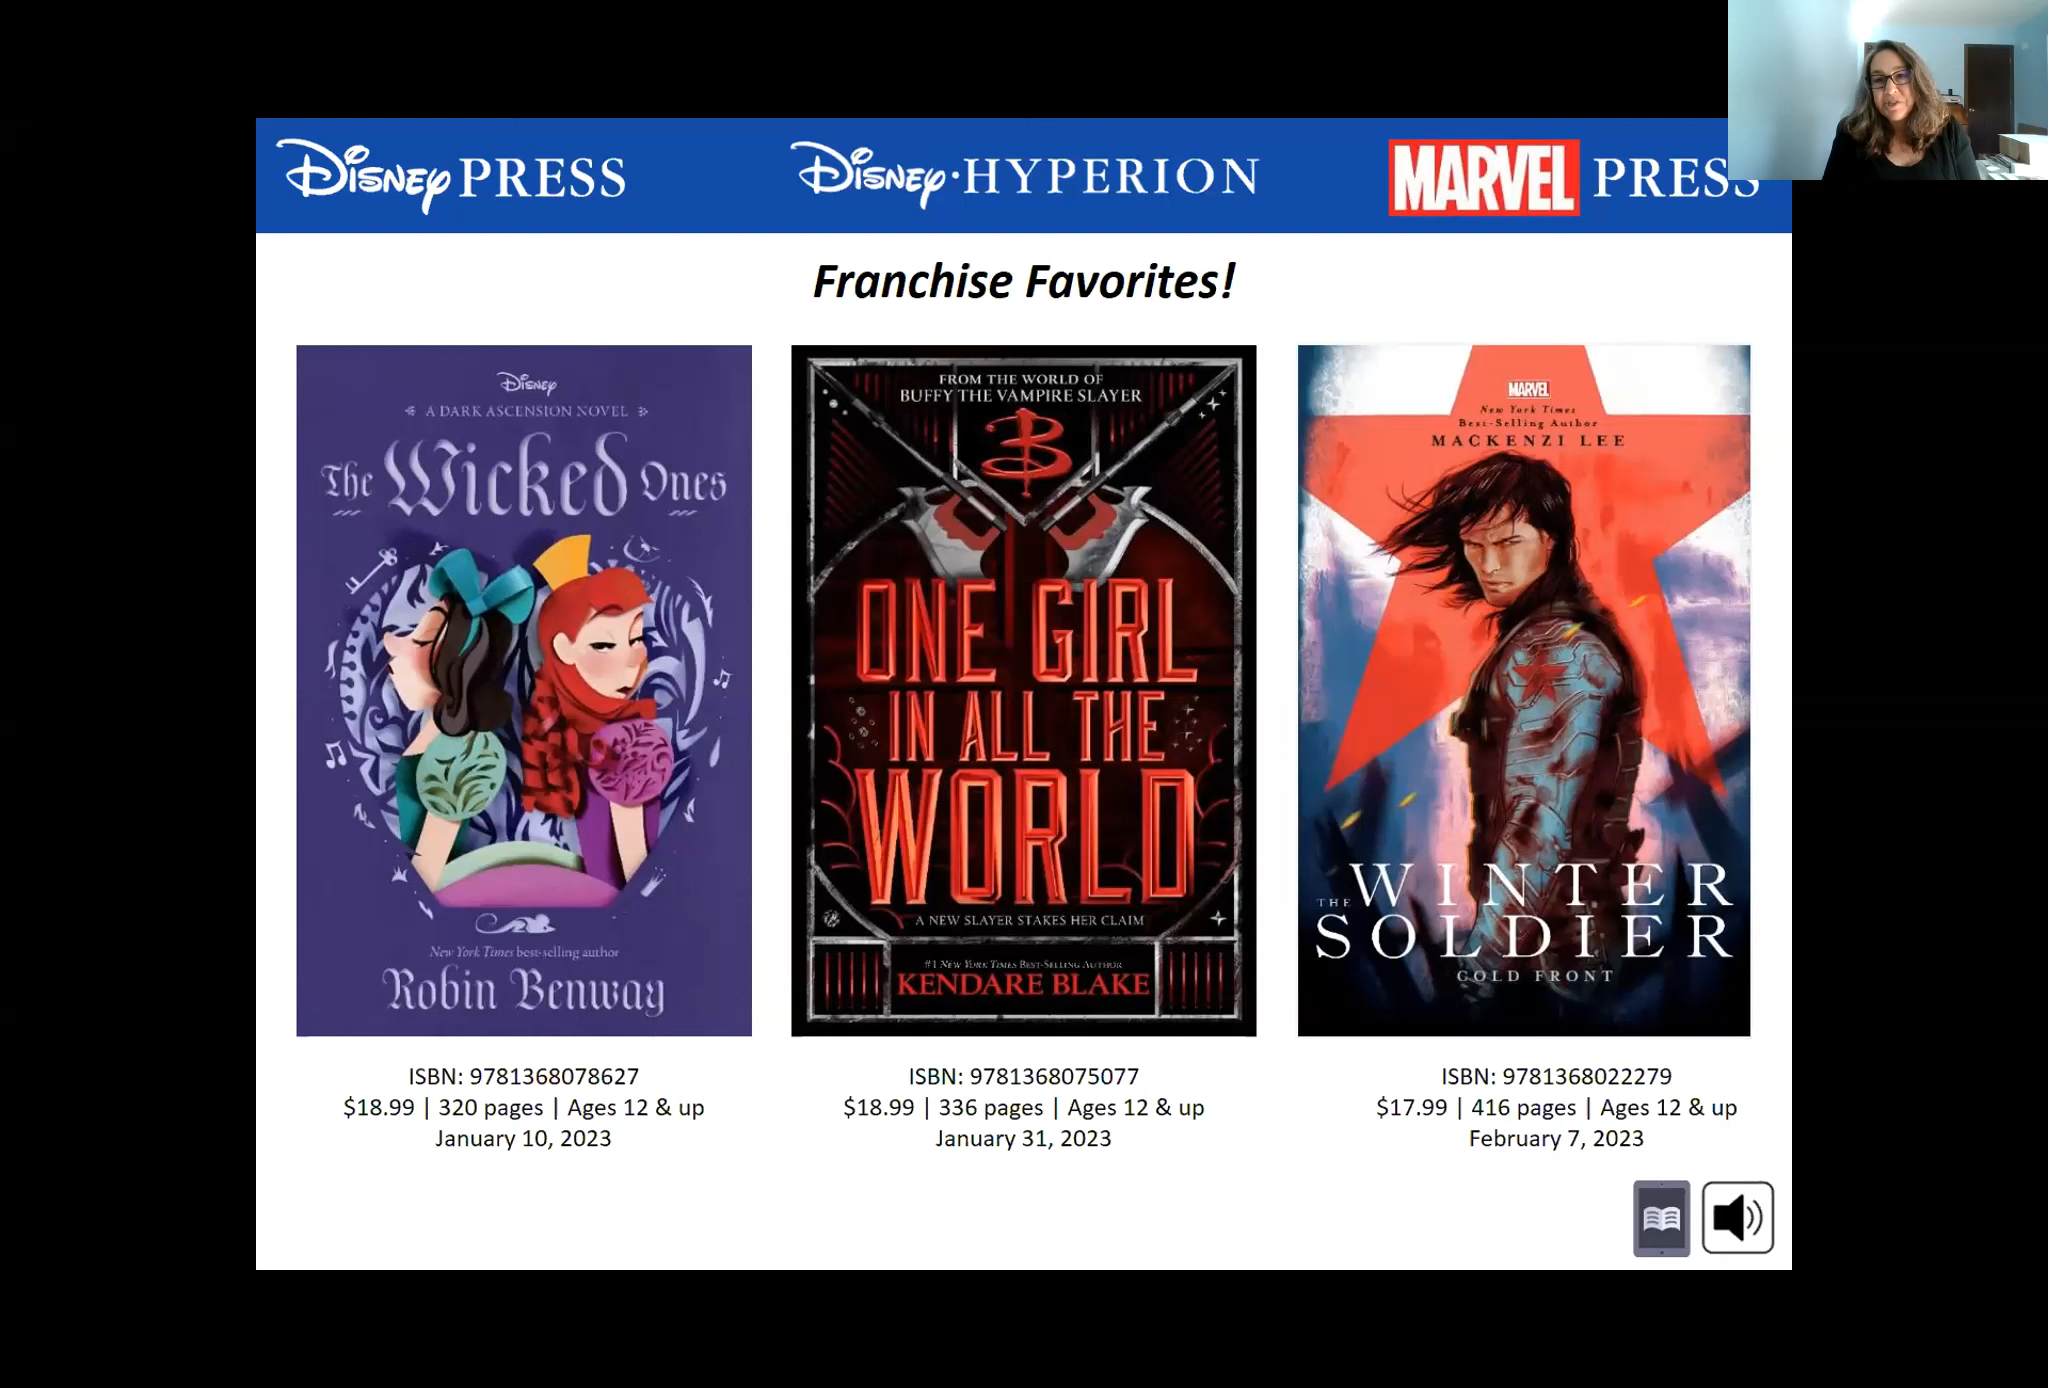 Disney PRESS
Disney·HYPERION
MARVEL PRESS
Franchise Favorites!
Disney
A DARK ASCENSION NOVEL
The Wicked Ones
New York Times best-selling author
Robin Benway
FROM THE WORLD OF
BUFFY THE VAMPIRE SLAYER
B
ONE GIRL
IN ALL THE
WORLD
A NEW SLAYER STAKES HER CLAIM
#1 NEW YORK TIMES BEST-SELLING AUTHOR
KENDARE BLAKE
MARVEL
New York Times
Best-Selling Author
MACKENZI LEE
THE WINTER
SOLDIER
COLD FRONT
ISBN: 9781368078627
$18.99 | 320 pages | Ages 12 & up
January 10, 2023
ISBN: 9781368075077
$18.99 | 336 pages | Ages 12 & up
January 31, 2023
ISBN: 9781368022279
$17.99 | 416 pages | Ages 12 & up
February 7, 2023